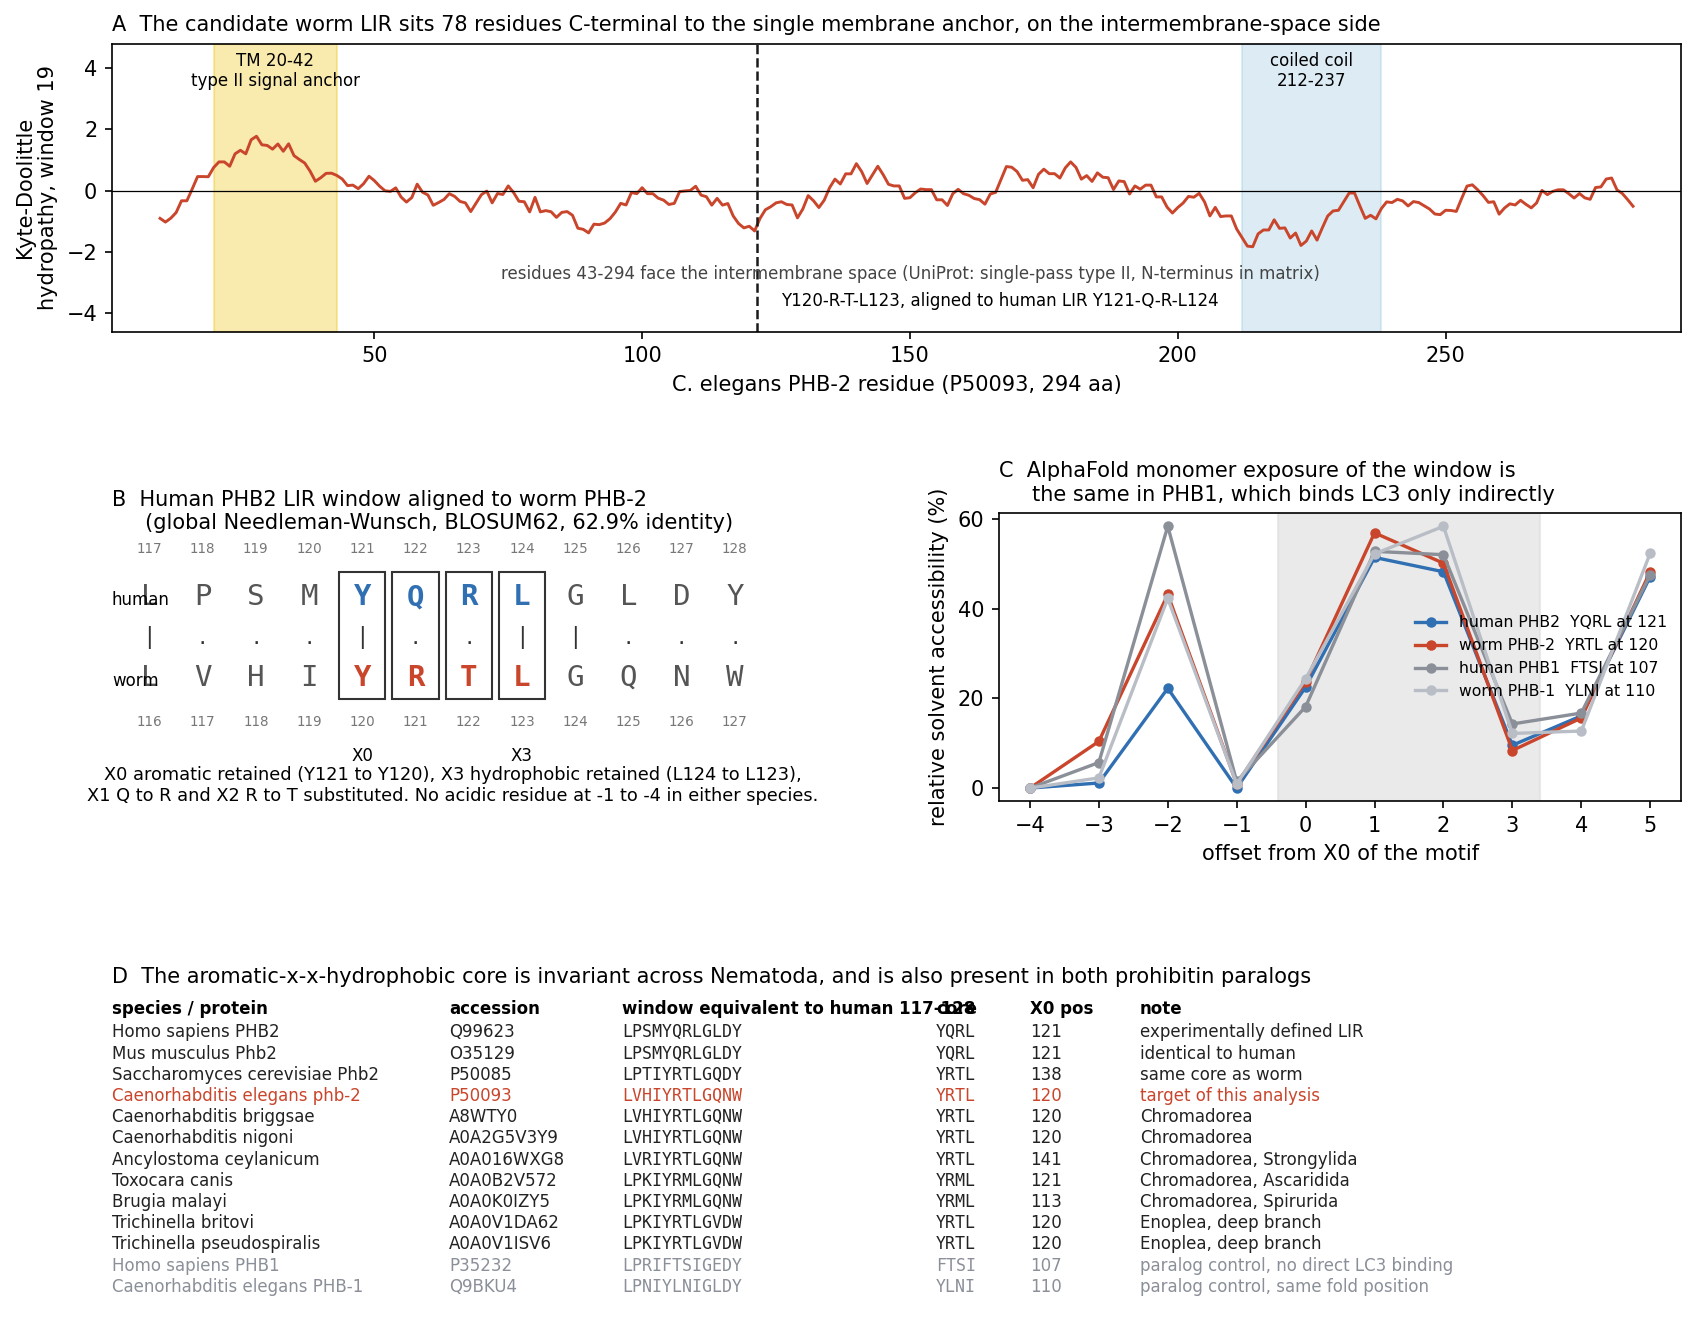 A  The candidate worm LIR sits 78 residues C-terminal to the single membrane anchor, on the intermembrane-space side
Kyte-Doolittle
hydropathy, window 19
4
2
0
−2
−4
TM 20-42
type II signal anchor
coiled coil
212-237
residues 43-294 face the intermembrane space (UniProt: single-pass type II, N-terminus in matrix)
Y120-R-T-L123, aligned to human LIR Y121-Q-R-L124
50 100 150 200 250
C. elegans PHB-2 residue (P50093, 294 aa)
B  Human PHB2 LIR window aligned to worm PHB-2
(global Needleman-Wunsch, BLOSUM62, 62.9% identity)
117 118 119 120 121 122 123 124 125 126 127 128
human L P S M Y Q R L G L D Y
| . . . | . . | | . . .
worm L V H I Y R T L G Q N W
116 117 118 119 120 121 122 123 124 125 126 127
X0 X3
X0 aromatic retained (Y121 to Y120), X3 hydrophobic retained (L124 to L123),
X1 Q to R and X2 R to T substituted. No acidic residue at -1 to -4 in either species.
C  AlphaFold monomer exposure of the window is
the same in PHB1, which binds LC3 only indirectly
relative solvent accessibility (%)
60
40
20
0
human PHB2  YQRL at 121
worm PHB-2  YRTL at 120
human PHB1  FTSI at 107
worm PHB-1  YLNI at 110
−4 −3 −2 −1 0 1 2 3 4 5
offset from X0 of the motif
D  The aromatic-x-x-hydrophobic core is invariant across Nematoda, and is also present in both prohibitin paralogs
species / protein accession window equivalent to human 117-128 core X0 pos note
Homo sapiens PHB2 Q99623 LPSMYQRLGLDY YQRL 121 experimentally defined LIR
Mus musculus Phb2 O35129 LPSMYQRLGLDY YQRL 121 identical to human
Saccharomyces cerevisiae Phb2 P50085 LPTIYRTLGQDY YRTL 138 same core as worm
Caenorhabditis elegans phb-2 P50093 LVHIYRTLGQNW YRTL 120 target of this analysis
Caenorhabditis briggsae A8WTY0 LVHIYRTLGQNW YRTL 120 Chromadorea
Caenorhabditis nigoni A0A2G5V3Y9 LVHIYRTLGQNW YRTL 120 Chromadorea
Ancylostoma ceylanicum A0A016WXG8 LVRIYRTLGQNW YRTL 141 Chromadorea, Strongylida
Toxocara canis A0A0B2V572 LPKIYRMLGQNW YRML 121 Chromadorea, Ascaridida
Brugia malayi A0A0K0IZY5 LPKIYRMLGQNW YRML 113 Chromadorea, Spirurida
Trichinella britovi A0A0V1DA62 LPKIYRTLGVDW YRTL 120 Enoplea, deep branch
Trichinella pseudospiralis A0A0V1ISV6 LPKIYRTLGVDW YRTL 120 Enoplea, deep branch
Homo sapiens PHB1 P35232 LPRIFTSIGEDY FTSI 107 paralog control, no direct LC3 binding
Caenorhabditis elegans PHB-1 Q9BKU4 LPNIYLNIGLDY YLNI 110 paralog control, same fold position